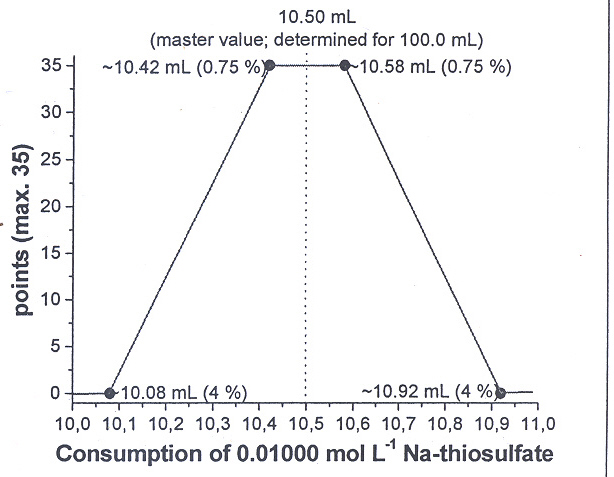 10.50 mL
(master value; determined for 100.0 mL)
~10.42 mL (0.75 %)
~10.58 mL (0.75 %)
35
30
25
20
15
10
5
0
points (max. 35)
~10.08 mL (4 %)
~10.92 mL (4 %)
10,0 10,1 10,2 10,3 10,4 10,5 10,6 10,7 10,8 10,9 11,0
Consumption of 0.01000 mol L-1 Na-thiosulfate